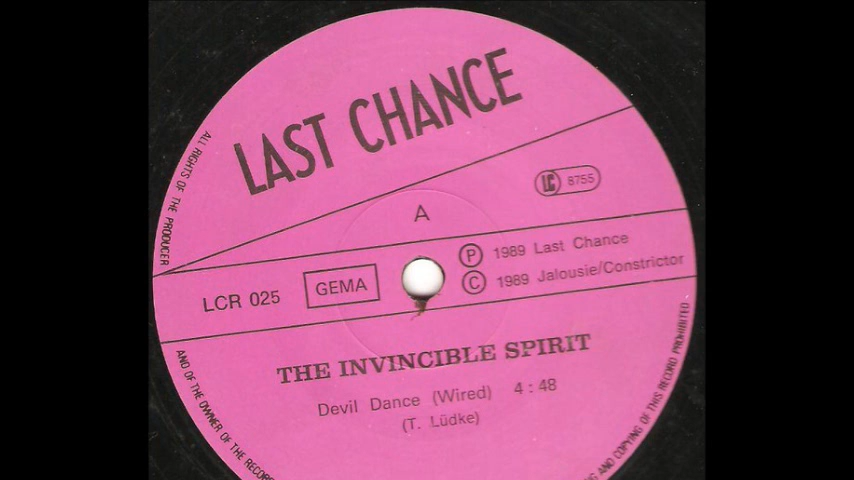 LAST CHANCE
ALL RIGHTS OF THE PRODUCER
LC 8755
A
LCR 025 GEMA
P 1989 Last Chance
C 1989 Jalousie/Constrictor
THE INVINCIBLE SPIRIT
Devil Dance (Wired) 4:48
(T. Lüdke)
AND OF THE OWNER OF THE RECOR
NG AND COPYING OF THIS RECORD PROHIBITED